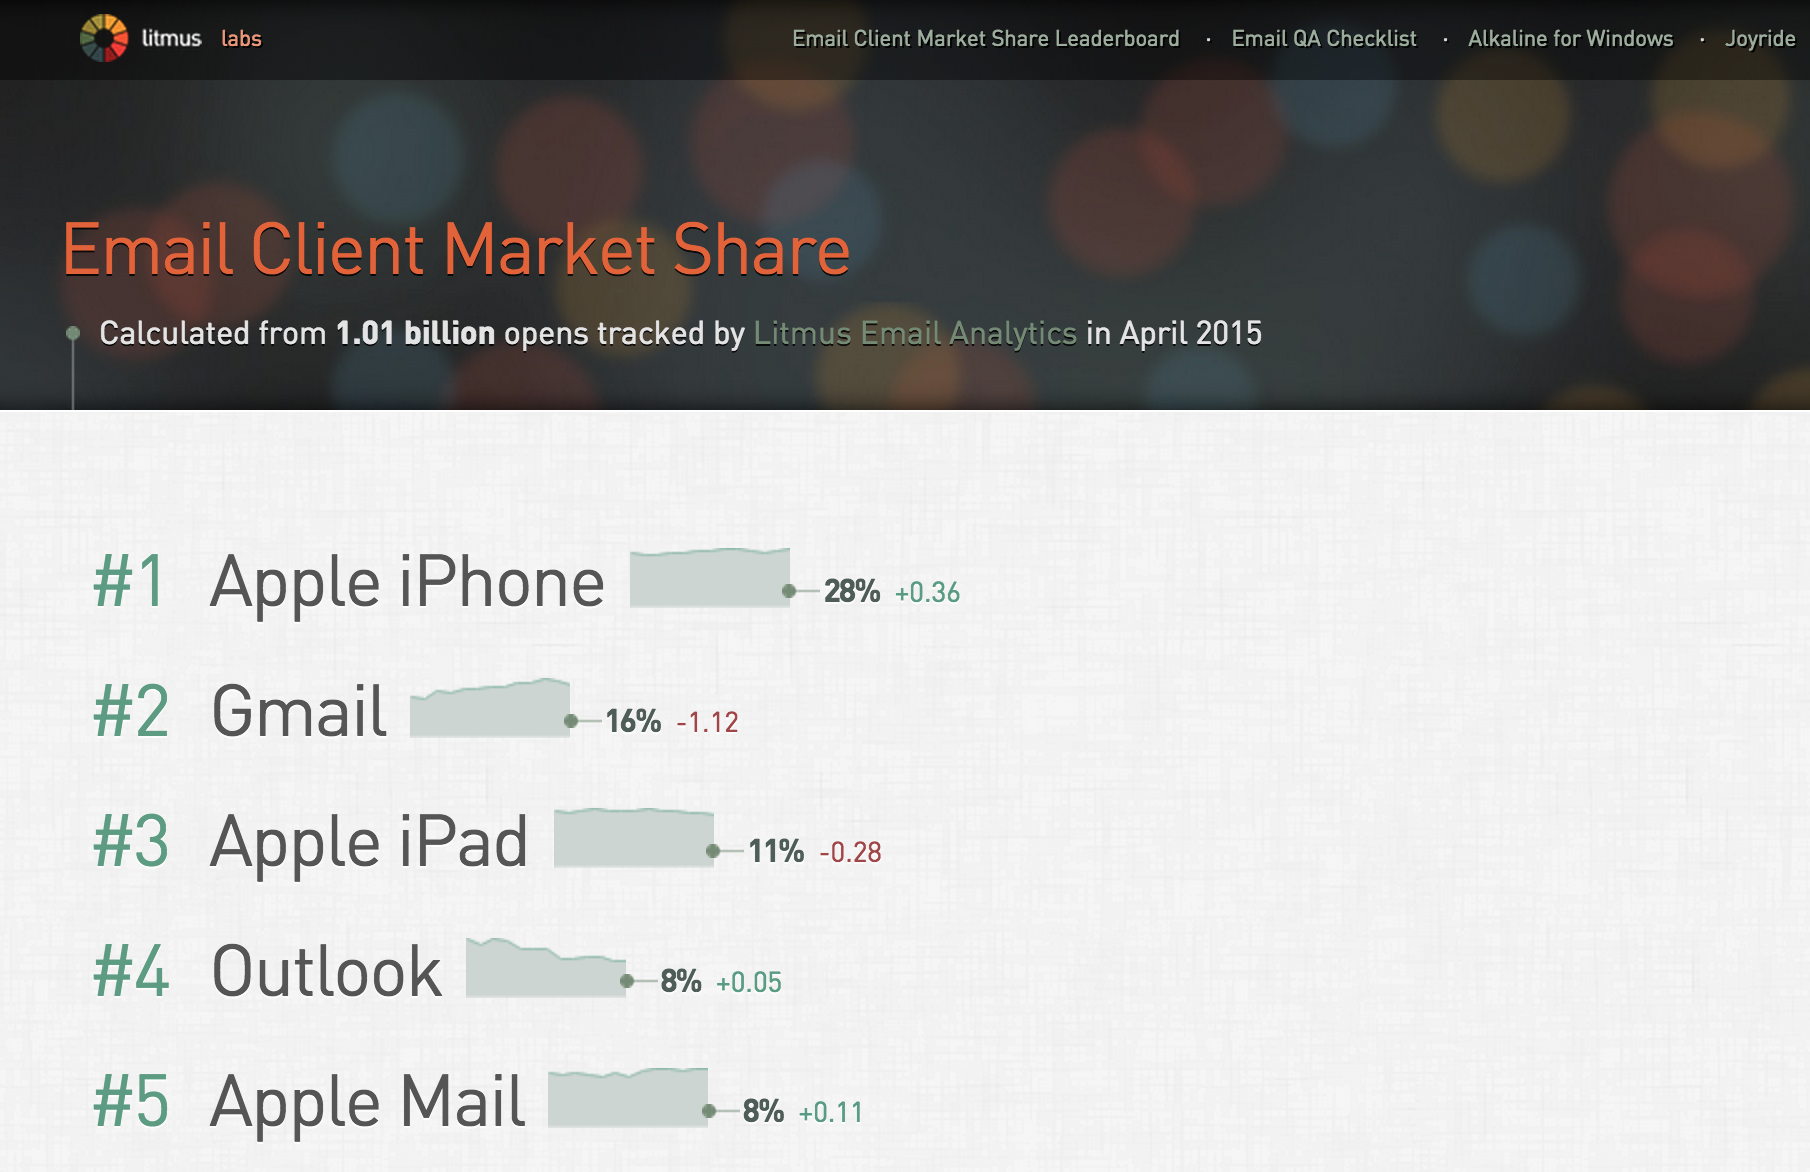 litmus labs Email Client Market Share Leaderboard · Email QA Checklist · Alkaline for Windows · Joyride
Email Client Market Share
Calculated from 1.01 billion opens tracked by Litmus Email Analytics in April 2015
#1 Apple iPhone 28% +0.36
#2 Gmail 16% -1.12
#3 Apple iPad 11% -0.28
#4 Outlook 8% +0.05
#5 Apple Mail 8% +0.11